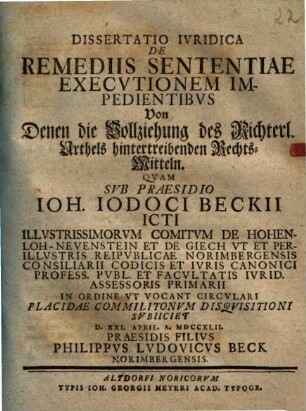 22
DISSERTATIO IVRIDICA
DE
REMEDIIS SENTENTIAE
EXECVTIONEM IM-
PEDIENTIBVS
Von
Denen die Vollziehung des Richterl.
Urthels hintertreibenden Rechts-
Mitteln.
QVAM
SVB PRAESIDIO
IOH. IODOCI BECKII
ICTI
ILLVSTRISSIMORVM COMITVM DE HOHEN-
LOH-NEVENSTEIN ET DE GIECH VT ET PER-
ILLVSTRIS REIPVBLICAE NORIMBERGENSIS
CONSILIARII CODICIS ET IVRIS CANONICI
PROFESS. PVBL. ET FACVLTATIS IVRID.
ASSESSORIS PRIMARII
IN ORDINE VT VOCANT CIRCVLARI
PLACIDAE COMMILITONVM DISQVISITIONI
SVBIICIET
D. XXI. APRIL. A. MDCCXLII.
PRAESIDIS FILIVS
PHILIPPVS LVDOVICVS BECK
NORIMBERGENSIS.
ALTDORFI NORICORVM
TYPIS IOH. GEORGII MEYERI ACAD. TYPOGR.